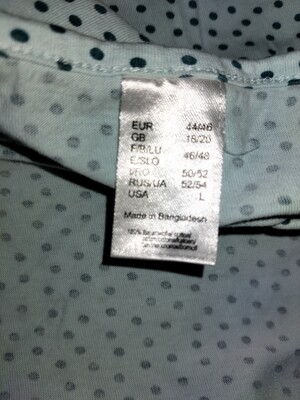 EUR 44/46
GB 18/20
F/B/LU
E/SLO 46/48
50/52
RUS/UA 52/54
USA L
Made in Bangladesh
100%